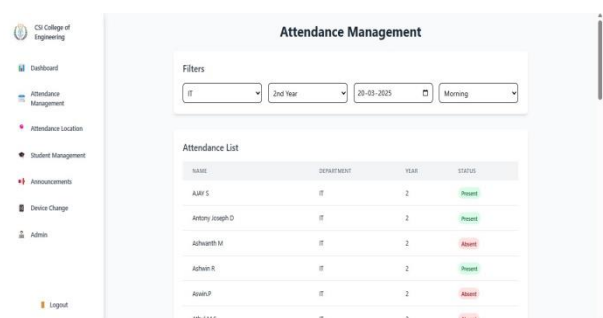 CSI College of
Engineering
Dashboard
Attendance
Management
Attendance Location
Student Management
Announcements
Device Change
Admin
Logout
Attendance Management
Filters
IT 2nd Year 20-03-2025 Morning
Attendance List
NAME DEPARTMENT YEAR STATUS
AJAY S IT 2 Present
Antony Joseph D IT 2 Present
Ashwanth M IT 2 Absent
Ashwin R IT 2 Present
Aswin.P IT 2 Absent